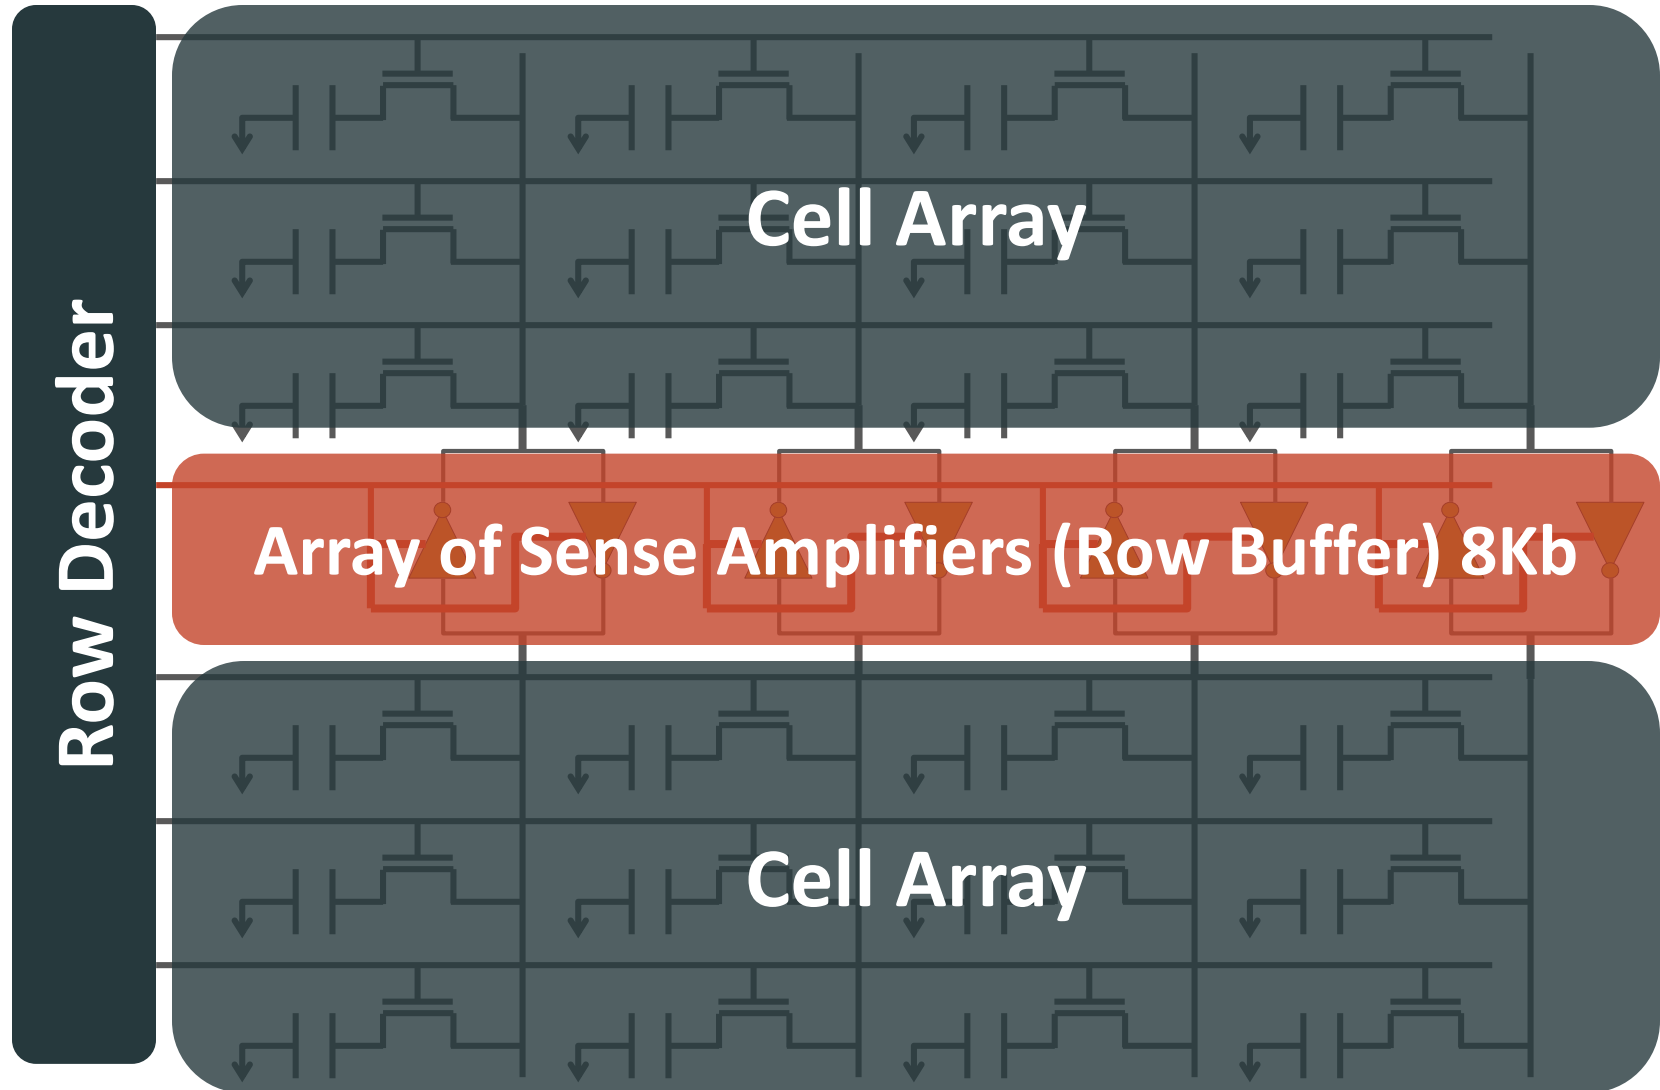 Row Decoder
Cell Array
Array of Sense Amplifiers (Row Buffer) 8Kb
Cell Array